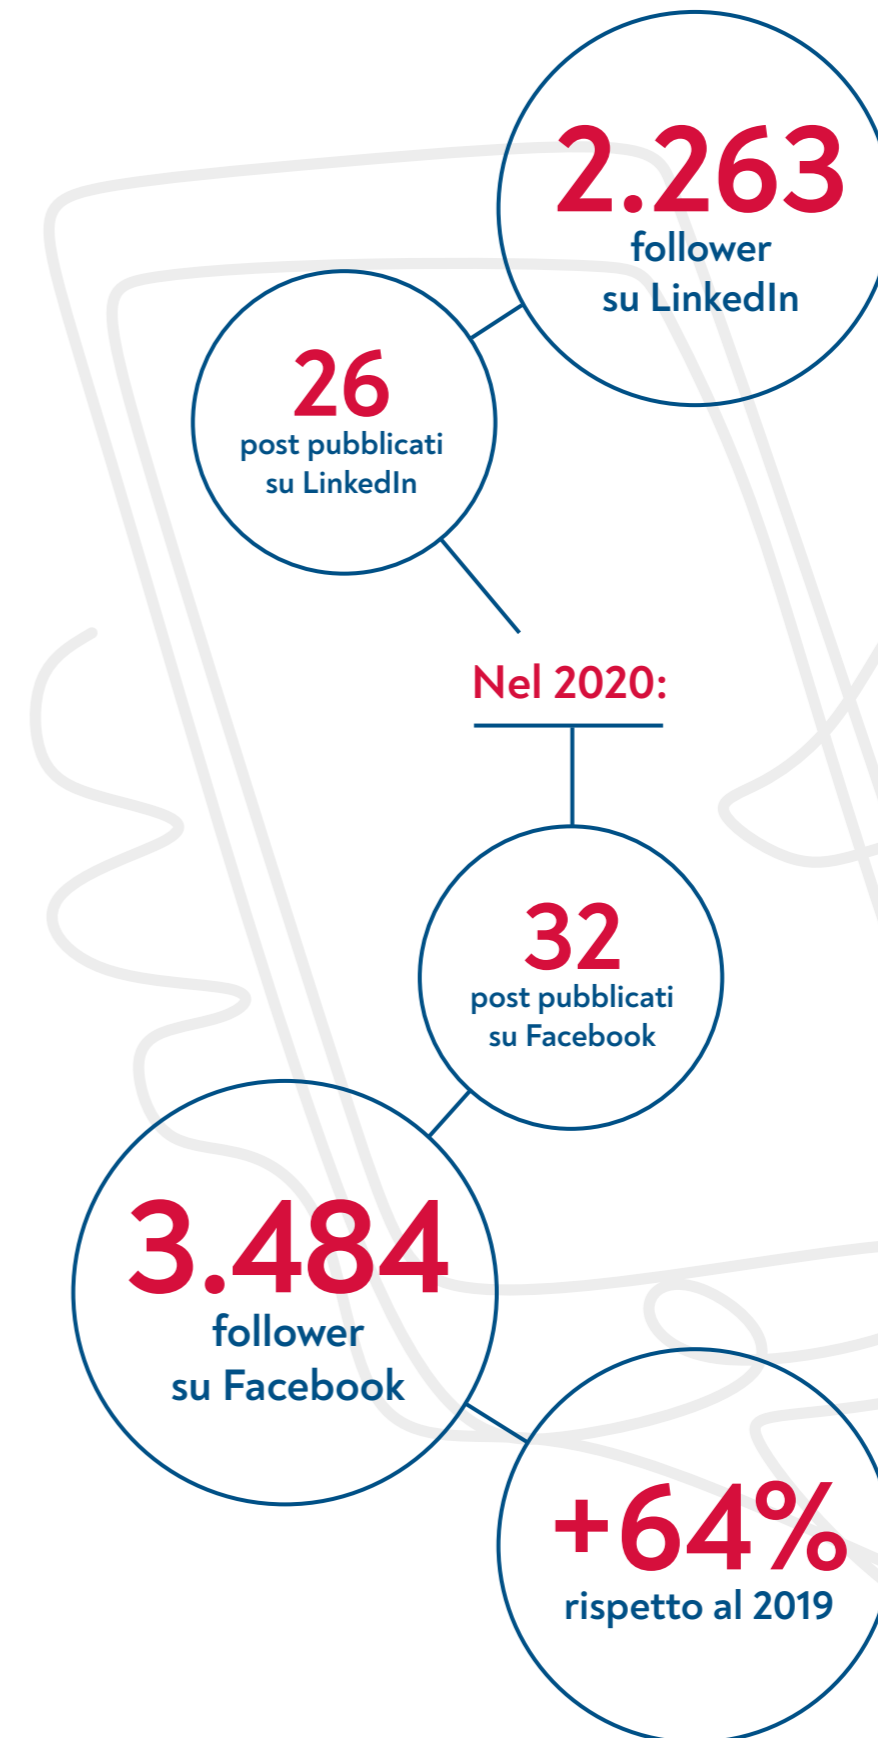 2.263
follower
su LinkedIn
26
post pubblicati
su LinkedIn
Nel 2020:
32
post pubblicati
su Facebook
3.484
follower
su Facebook
+64%
rispetto al 2019